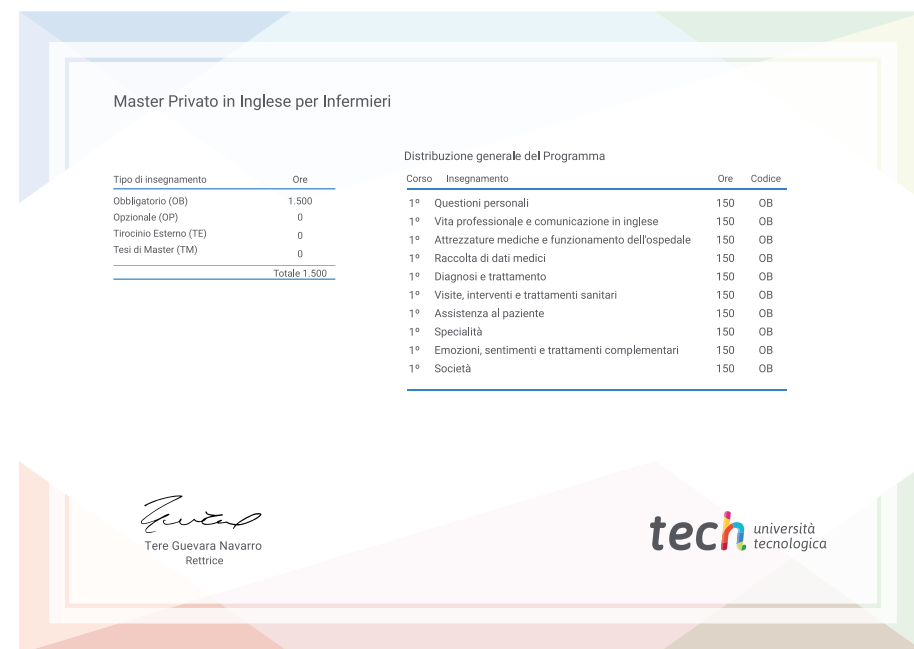 Master Privato in Inglese per Infermieri
Tipo di insegnamento Ore
Obbligatorio (OB) 1.500
Opzionale (OP) 0
Tirocinio Esterno (TE) 0
Tesi di Master (TM) 0
Totale 1.500
Distribuzione generale del Programma
Corso Insegnamento Ore Codice
1º Questioni personali 150 OB
1º Vita professionale e comunicazione in inglese 150 OB
1º Attrezzature mediche e funzionamento dell'ospedale 150 OB
1º Raccolta di dati medici 150 OB
1º Diagnosi e trattamento 150 OB
1º Visite, interventi e trattamenti sanitari 150 OB
1º Assistenza al paziente 150 OB
1º Specialità 150 OB
1º Emozioni, sentimenti e trattamenti complementari 150 OB
1º Società 150 OB
Tere Guevara Navarro
Rettrice
tech università
tecnologica